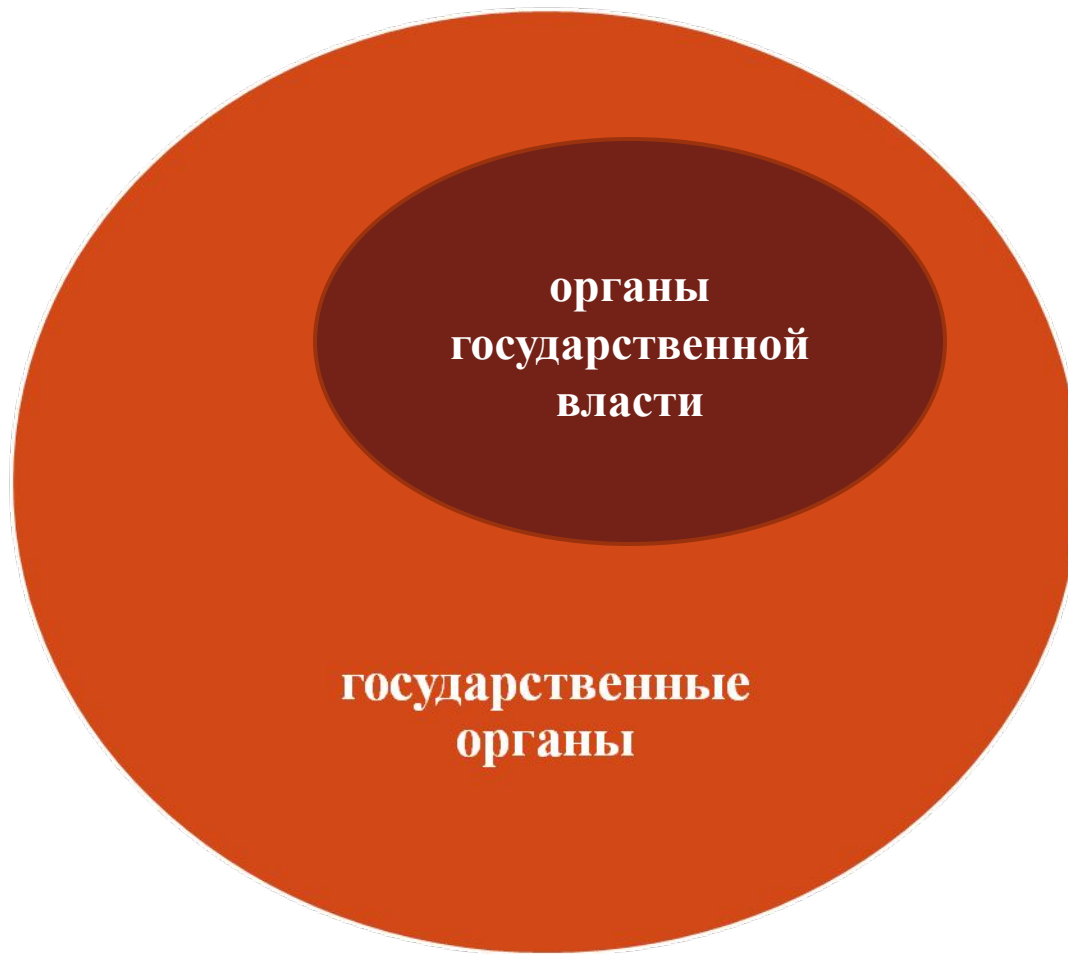 органы
государственной
власти
государственные
органы